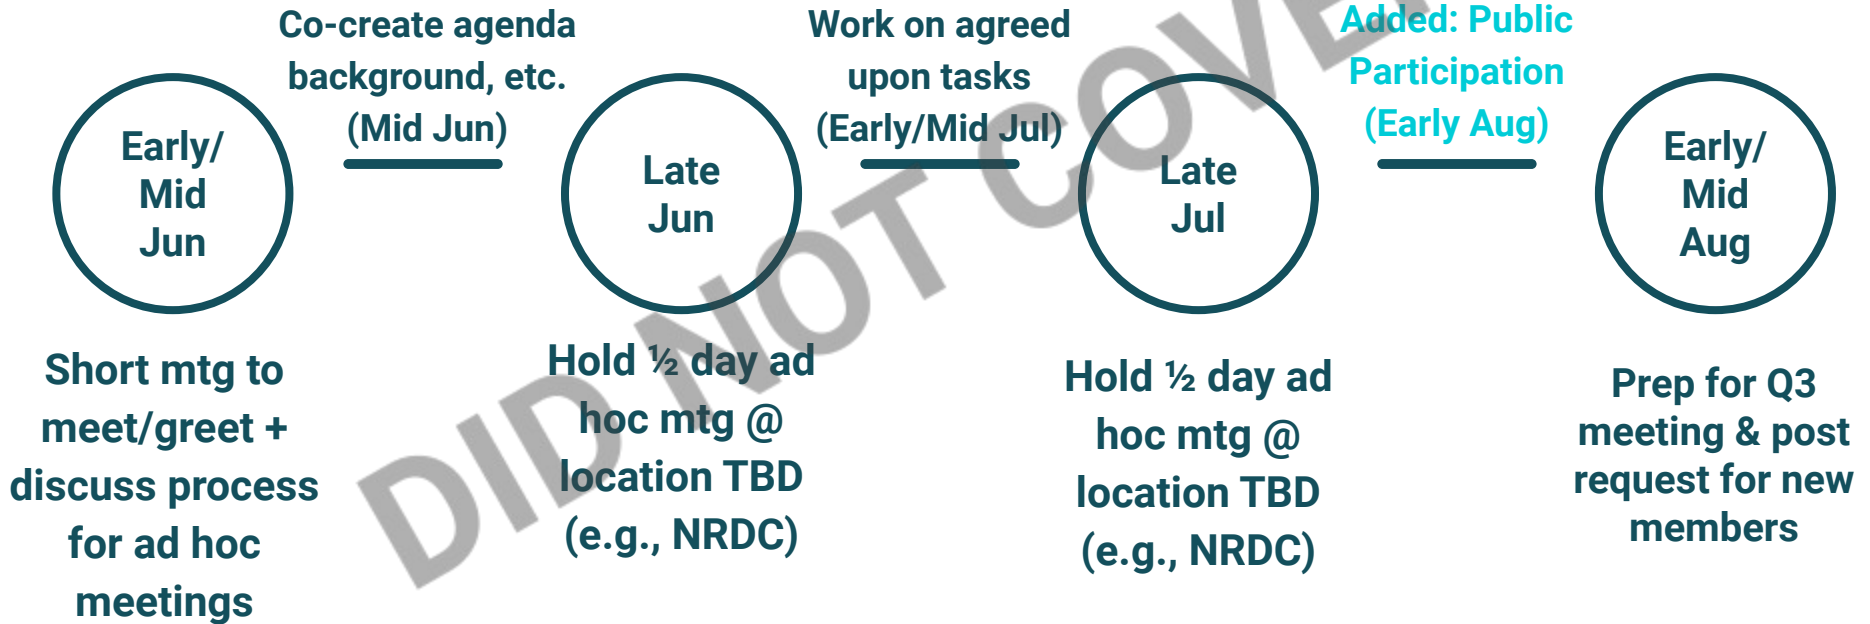 Co-create agenda
background, etc.
(Mid Jun)
Work on agreed
upon tasks
(Early/Mid Jul)
Added: Public
Participation
(Early Aug)
Early/
Mid
Jun
Late
Jun
Late
Jul
Early/
Mid
Aug
Short mtg to
meet/greet +
discuss process
for ad hoc
meetings
Hold ½ day ad
hoc mtg @
location TBD
(e.g., NRDC)
Hold ½ day ad
hoc mtg @
location TBD
(e.g., NRDC)
Prep for Q3
meeting & post
request for new
members
DID NOT COVE